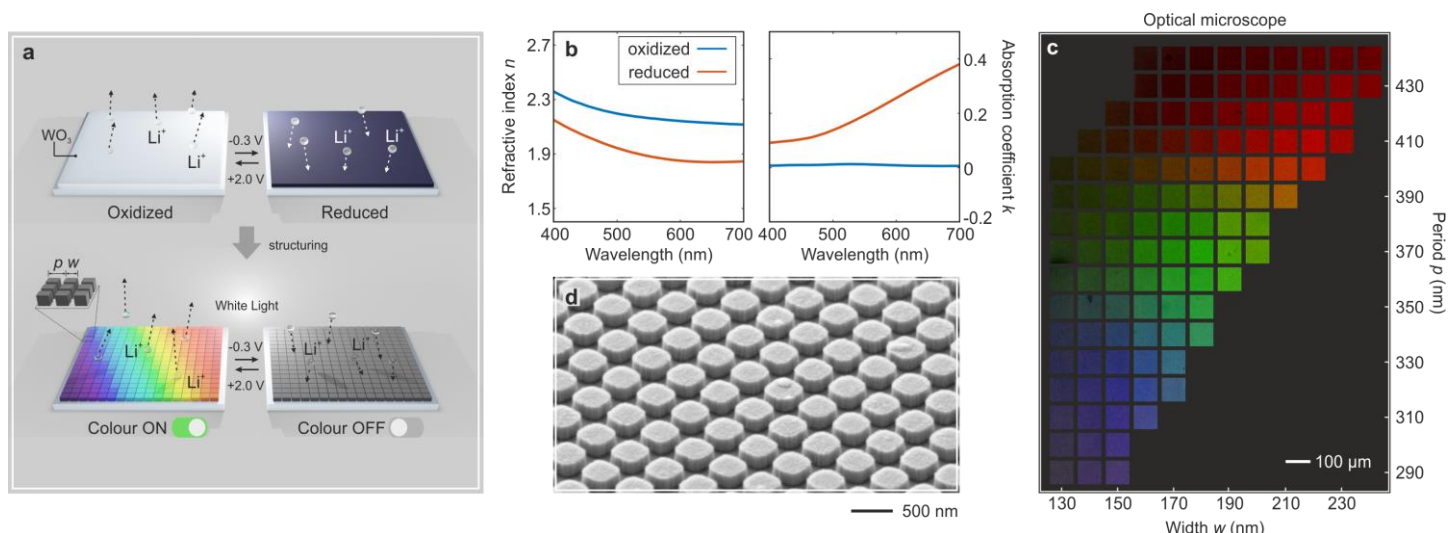 a
WO3
Li+
Li+
-0.3 V
+2.0 V
Li+
Li+
Oxidized
Reduced
structuring
p w
White Light
Li+
Li+
-0.3 V
+2.0 V
Li+
Li+
Colour ON
Colour OFF
b
oxidized
reduced
Refractive index n
2.7
2.3
1.9
1.5
400 500 600 700
Wavelength (nm)
Absorption coefficient k
0.4
0.2
0
-0.2
400 500 600 700
Wavelength (nm)
d
500 nm
Optical microscope
c
430
410
390
370
350
330
310
290
Period p (nm)
100 µm
130 150 170 190 210 230
Width w (nm)